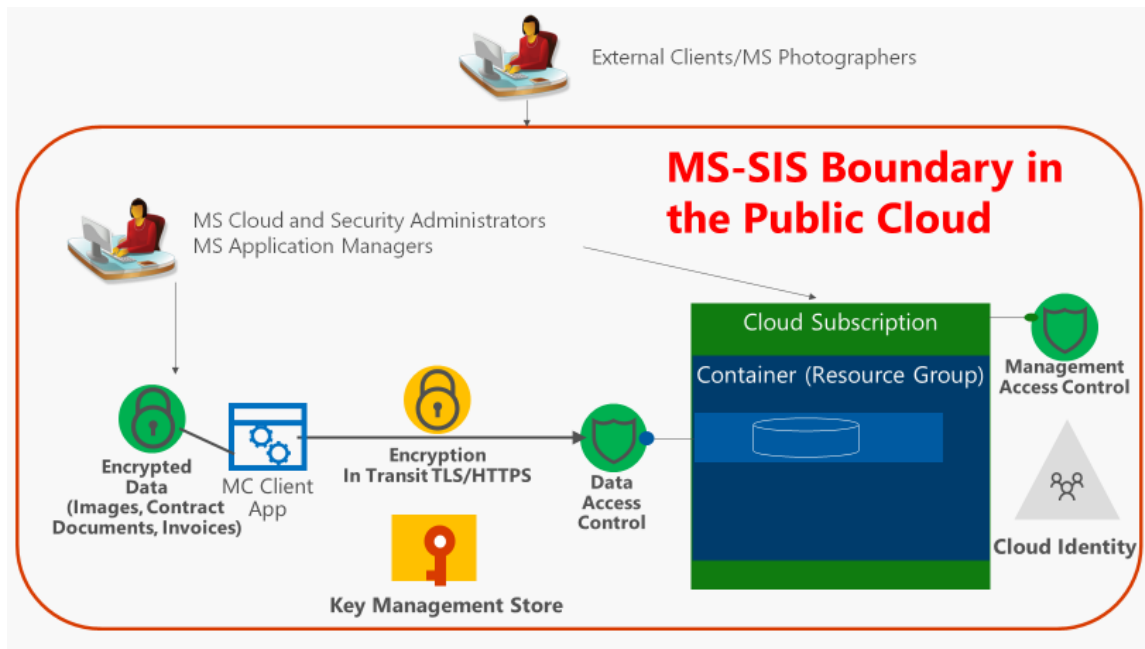 External Clients/MS Photographers
MS-SIS Boundary in
the Public Cloud
MS Cloud and Security Administrators
MS Application Managers
Cloud Subscription
Container (Resource Group)
Management
Access Control
Encrypted
Data
(Images, Contract
Documents, Invoices)
MC Client
App
Encryption
In Transit TLS/HTTPS
Data
Access
Control
Cloud Identity
Key Management Store